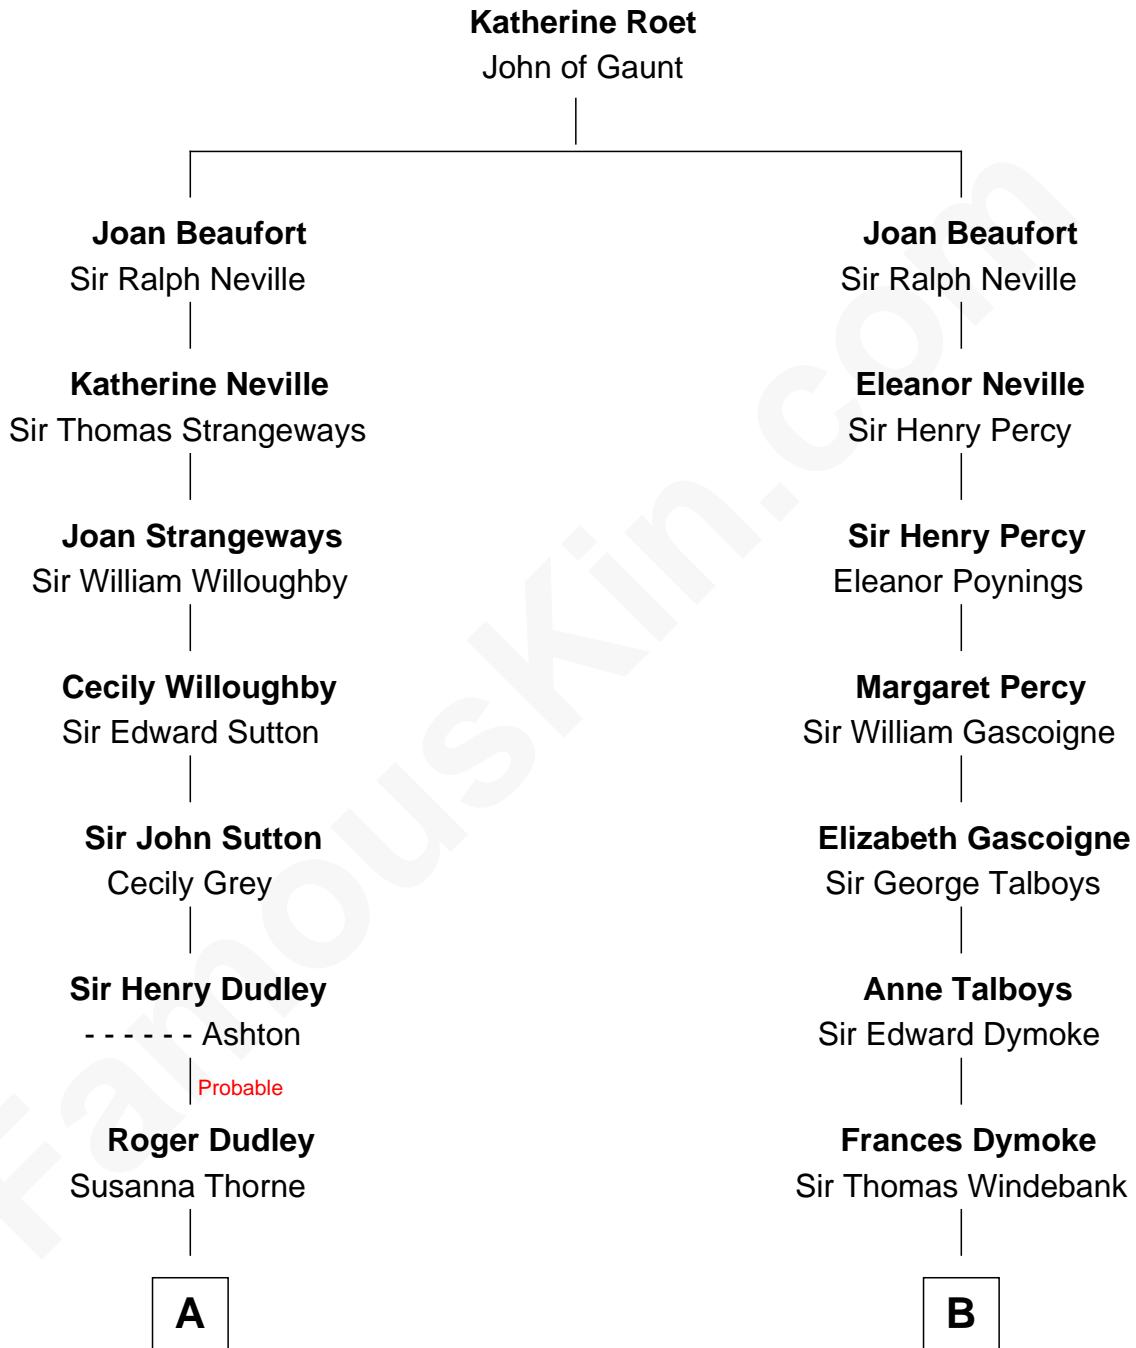 Katherine Roet
John of Gaunt
Joan Beaufort
Sir Ralph Neville
Joan Beaufort
Sir Ralph Neville
Katherine Neville
Sir Thomas Strangeways
Eleanor Neville
Sir Henry Percy
Joan Strangeways
Sir William Willoughby
Sir Henry Percy
Eleanor Poynings
Cecily Willoughby
Sir Edward Sutton
Margaret Percy
Sir William Gascoigne
Sir John Sutton
Cecily Grey
Elizabeth Gascoigne
Sir George Talboys
Sir Henry Dudley
- - - - - - Ashton
Anne Talboys
Sir Edward Dymoke
Probable
Roger Dudley
Susanna Thorne
Frances Dymoke
Sir Thomas Windebank
A
B
FamousKin.com